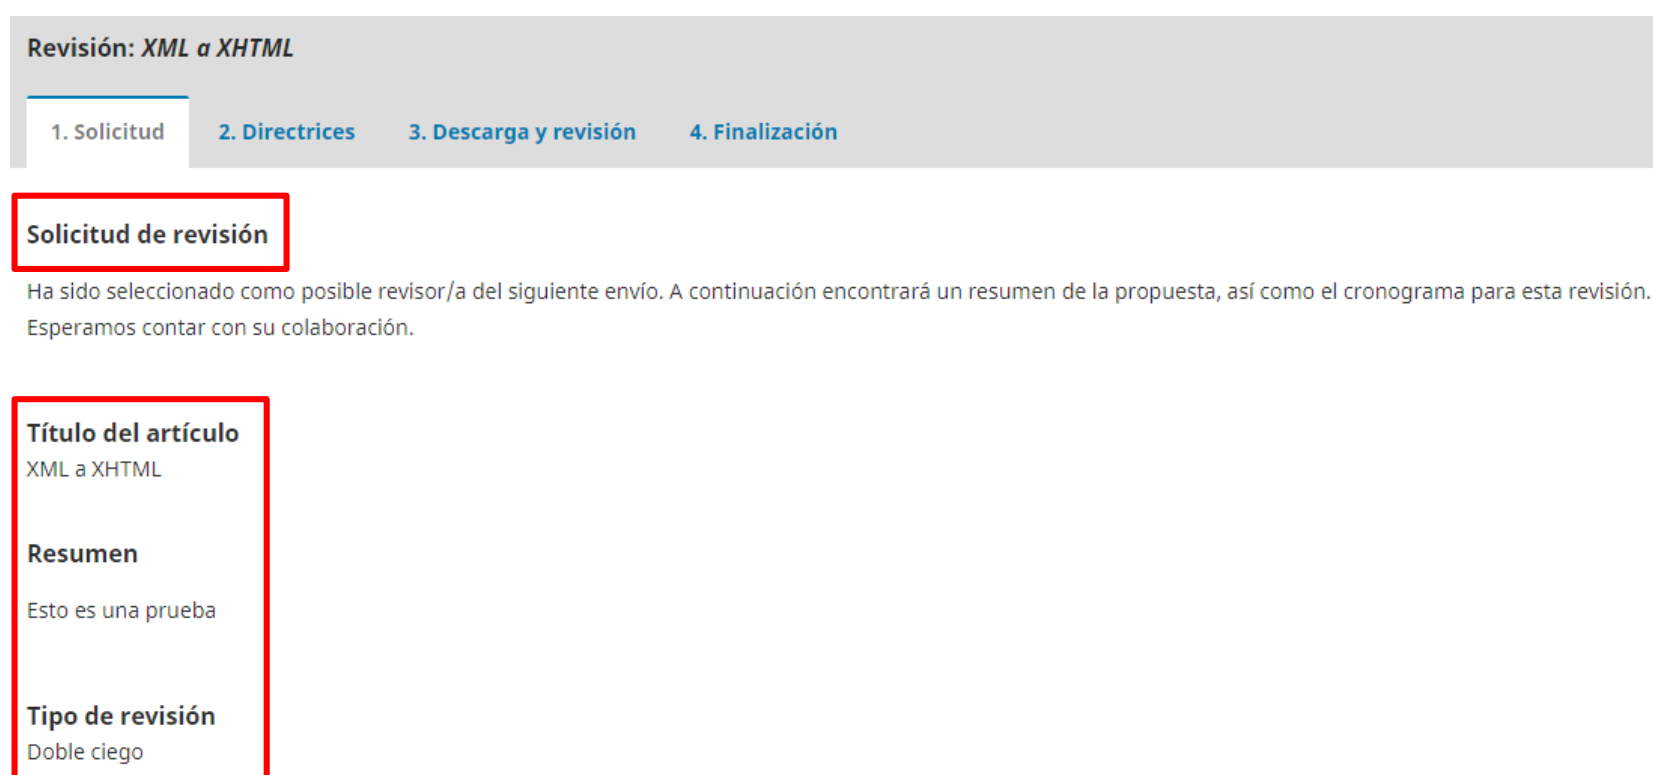 Revisión: XML a XHTML
1. Solicitud 2. Directrices 3. Descarga y revisión 4. Finalización
Solicitud de revisión
Ha sido seleccionado como posible revisor/a del siguiente envío. A continuación encontrará un resumen de la propuesta, así como el cronograma para esta revisión.
Esperamos contar con su colaboración.
Título del artículo
XML a XHTML
Resumen
Esto es una prueba
Tipo de revisión
Doble ciego